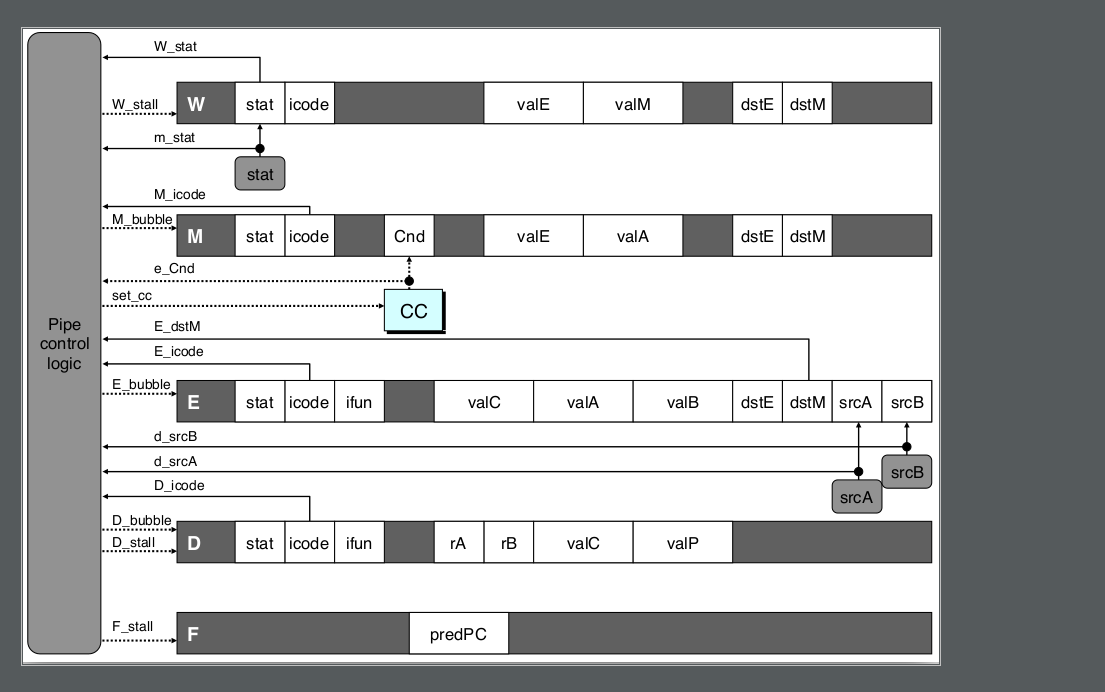 W_stat
W_stall
W stat icode valE valM dstE dstM
m_stat
stat
M_icode
M_bubble
M stat icode Cnd valE valA dstE dstM
e_Cnd
set_cc
CC
Pipe
control
logic
E_dstM
E_icode
E_bubble
E stat icode ifun valC valA valB dstE dstM srcA srcB
d_srcB
d_srcA
srcB
srcA
D_icode
D_bubble
D_stall
D stat icode ifun rA rB valC valP
F_stall
F predPC